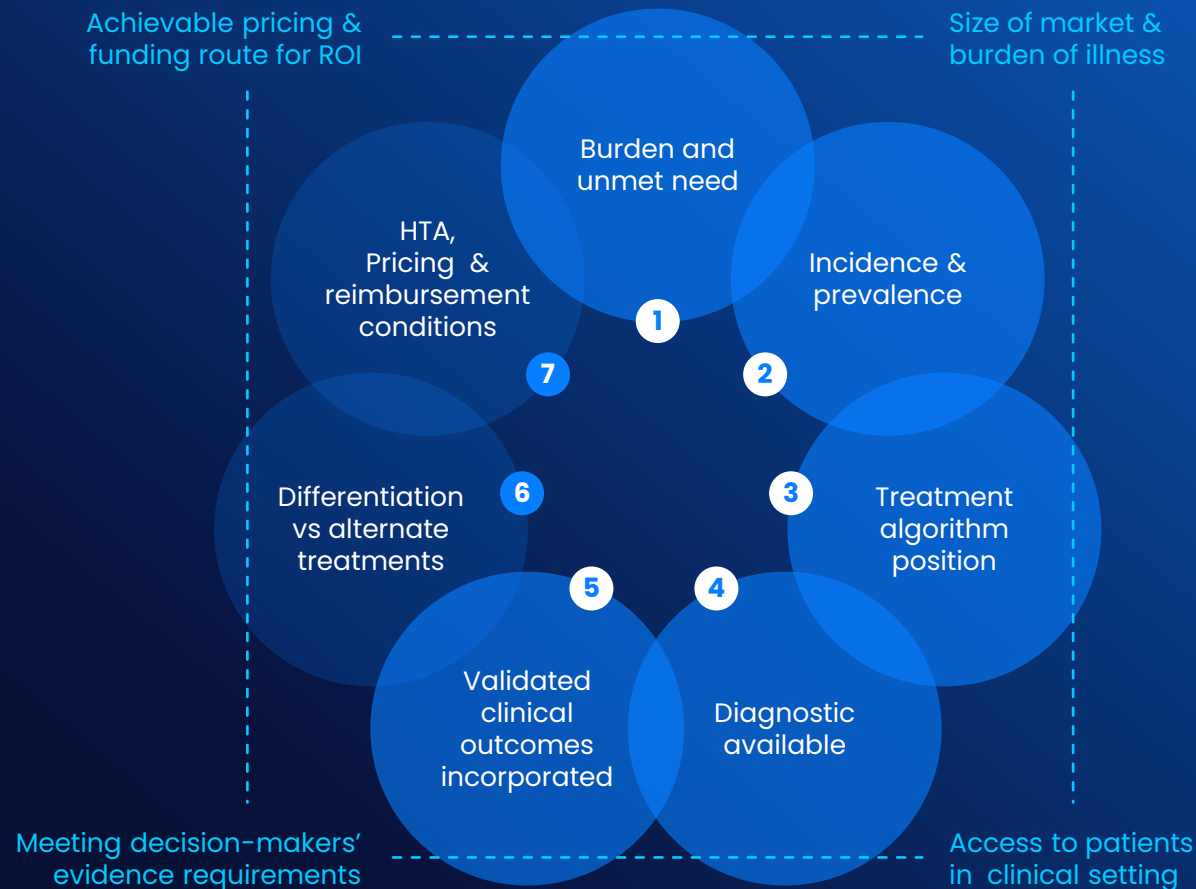 Achievable pricing &
funding route for ROI
Size of market &
burden of illness
Burden and
unmet need
1
Incidence &
prevalence
2
Treatment
algorithm
position
3
Diagnostic
available
4
Validated
clinical
outcomes
incorporated
5
Differentiation
vs alternate
treatments
6
HTA,
Pricing &
reimbursement
conditions
7
Meeting decision-makers’
evidence requirements
Access to patients
in clinical setting